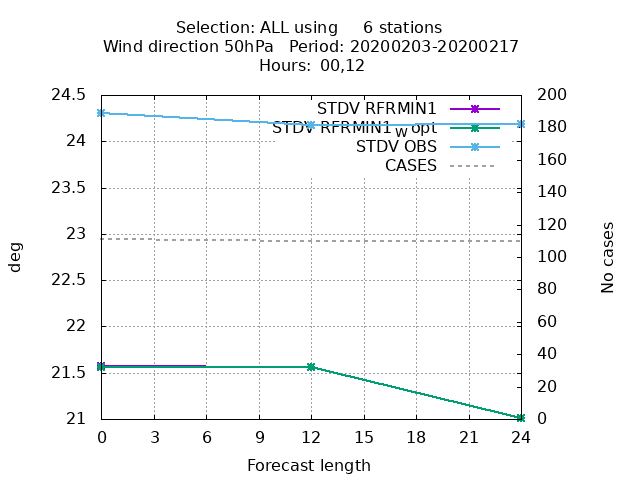 Selection: ALL using     6 stations
Wind direction 50hPa   Period: 20200203-20200217
Hours: 00,12
24.5
24
23.5
23
22.5
22
21.5
21
200
180
160
140
120
100
80
60
40
20
0
STDV RFRMIN1
STDV RFRMIN1_w opt
STDV OBS
CASES
deg
No cases
0 3 6 9 12 15 18 21 24
Forecast length